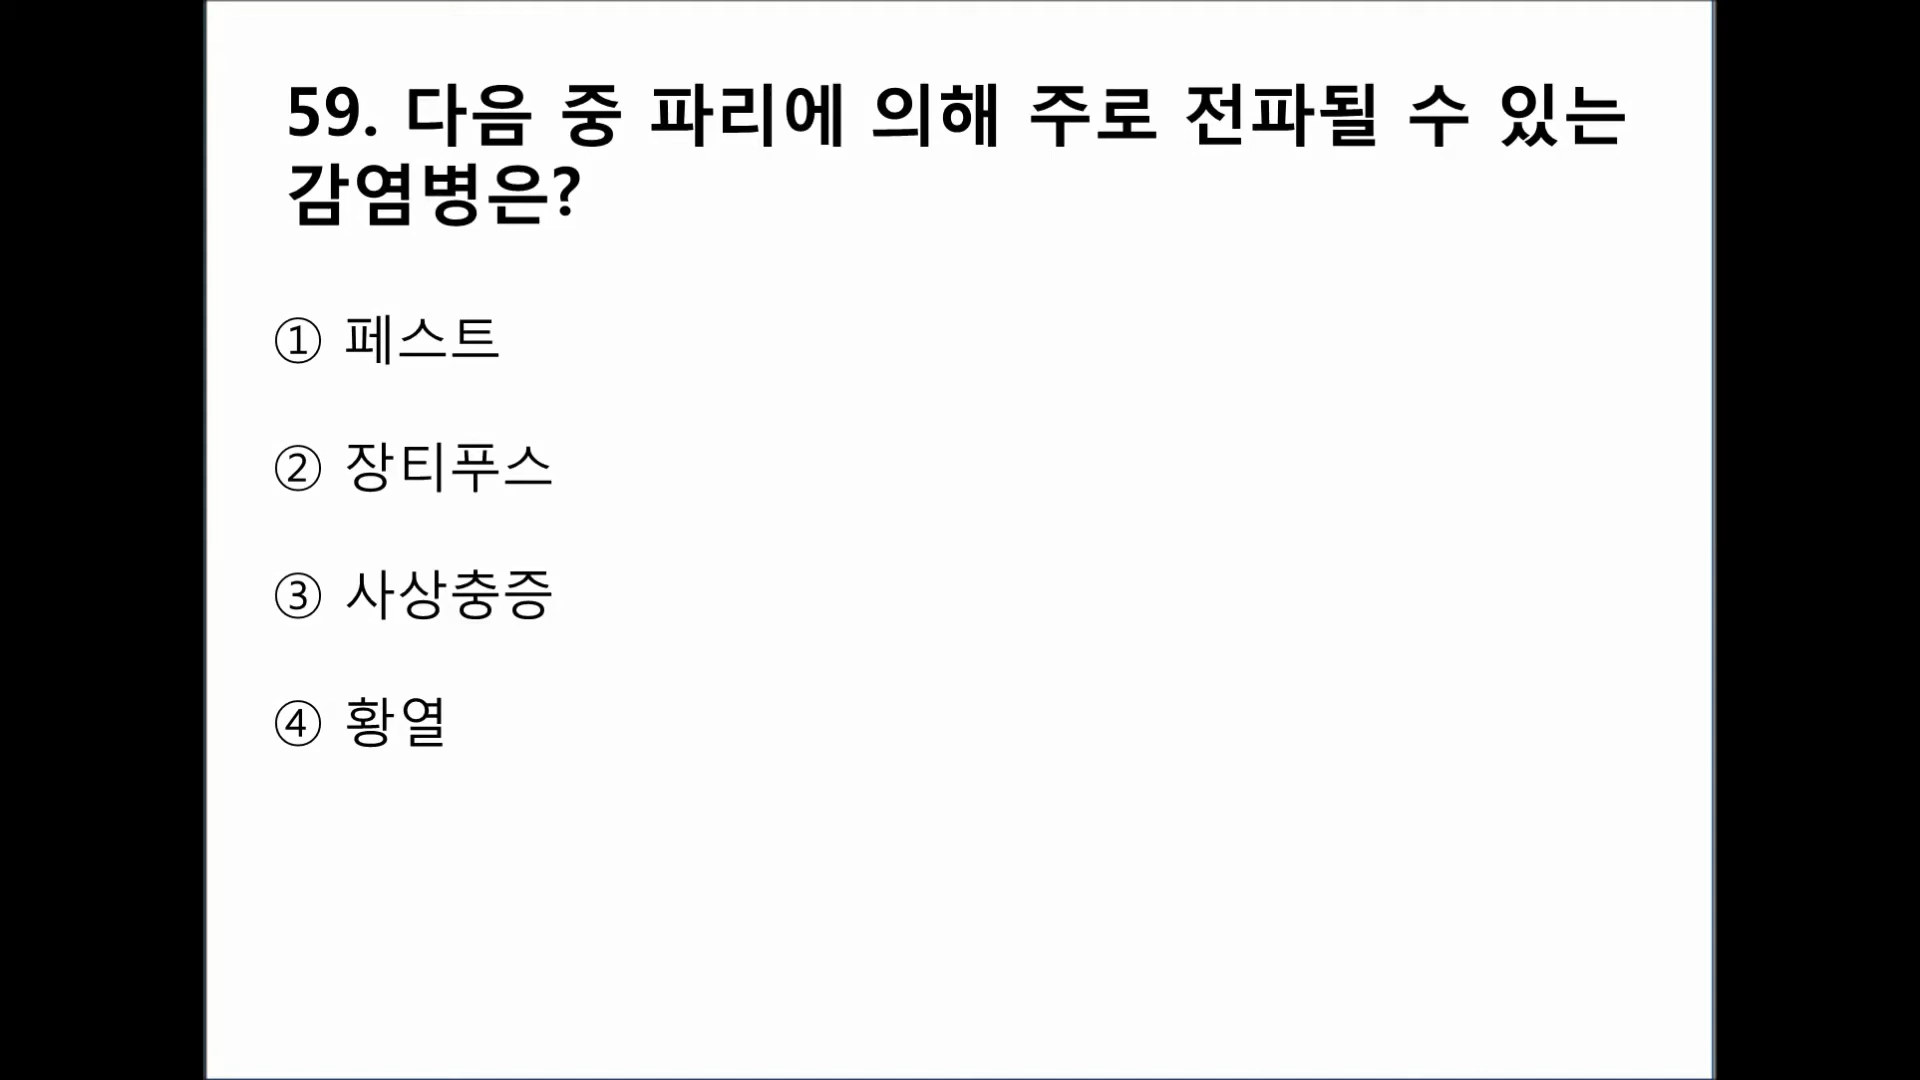 59. 다음 중 파리에 의해 주로 전파될 수 있는
감염병은?
① 페스트
② 장티푸스
③ 사상충증
④ 황열